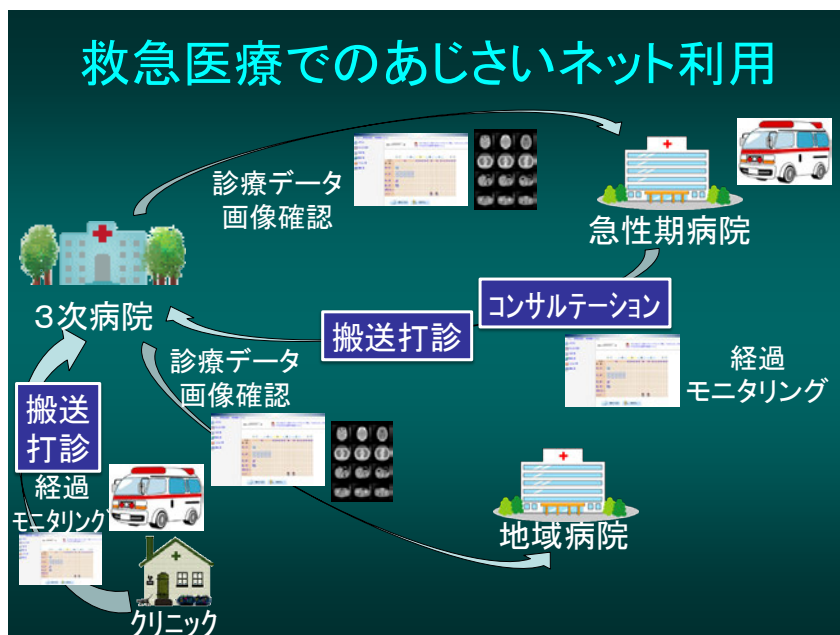 救急医療でのあじさいネット利用
診療データ
画像確認
急性期病院
３次病院
コンサルテーション
搬送打診
診療データ
画像確認
経過
モニタリング
搬送
打診
経過
モニタリング
地域病院
クリニック